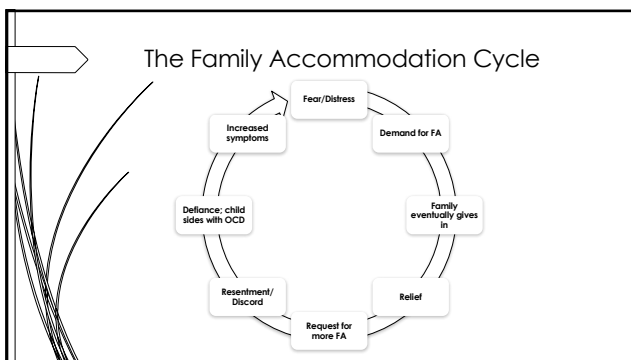 The Family Accommodation Cycle
Fear/Distress
Demand for FA
Family
eventually gives
in
Relief
Request for
more FA
Resentment/
Discord
Defiance; child
sides with OCD
Increased
symptoms